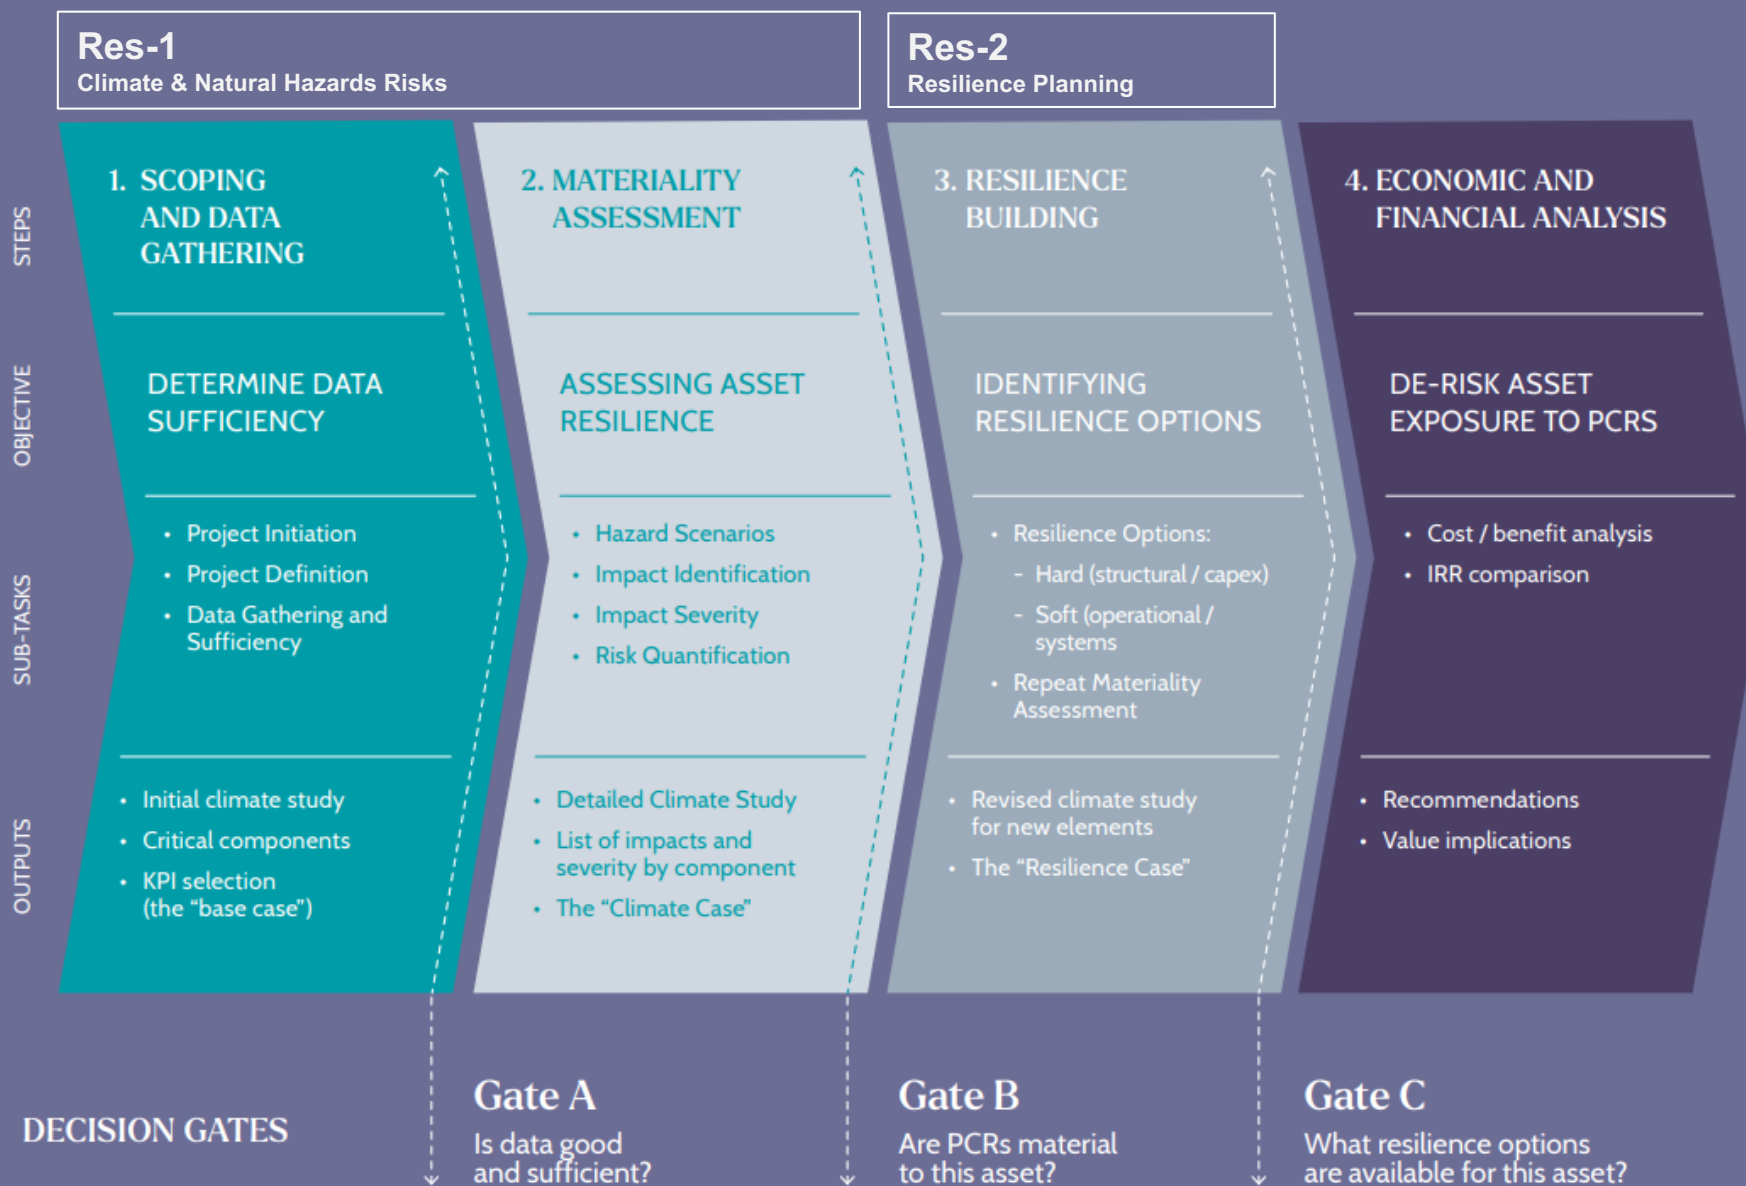 Res-1
Climate & Natural Hazards Risks
Res-2
Resilience Planning
STEPS
1. SCOPING
AND DATA
GATHERING
2. MATERIALITY
ASSESSMENT
3. RESILIENCE
BUILDING
4. ECONOMIC AND
FINANCIAL ANALYSIS
OBJECTIVE
DETERMINE DATA
SUFFICIENCY
ASSESSING ASSET
RESILIENCE
IDENTIFYING
RESILIENCE OPTIONS
DE-RISK ASSET
EXPOSURE TO PCRS
SUB-TASKS
• Project Initiation
• Project Definition
• Data Gathering and
Sufficiency
• Hazard Scenarios
• Impact Identification
• Impact Severity
• Risk Quantification
• Resilience Options:
- Hard (structural / capex)
- Soft (operational /
systems
• Repeat Materiality
Assessment
• Cost / benefit analysis
• IRR comparison
OUTPUTS
• Initial climate study
• Critical components
• KPI selection
(the “base case”)
• Detailed Climate Study
• List of impacts and
severity by component
• The “Climate Case”
• Revised climate study
for new elements
• The “Resilience Case”
• Recommendations
• Value implications
DECISION GATES
Gate A
Is data good
and sufficient?
Gate B
Are PCRs material
to this asset?
Gate C
What resilience options
are available for this asset?